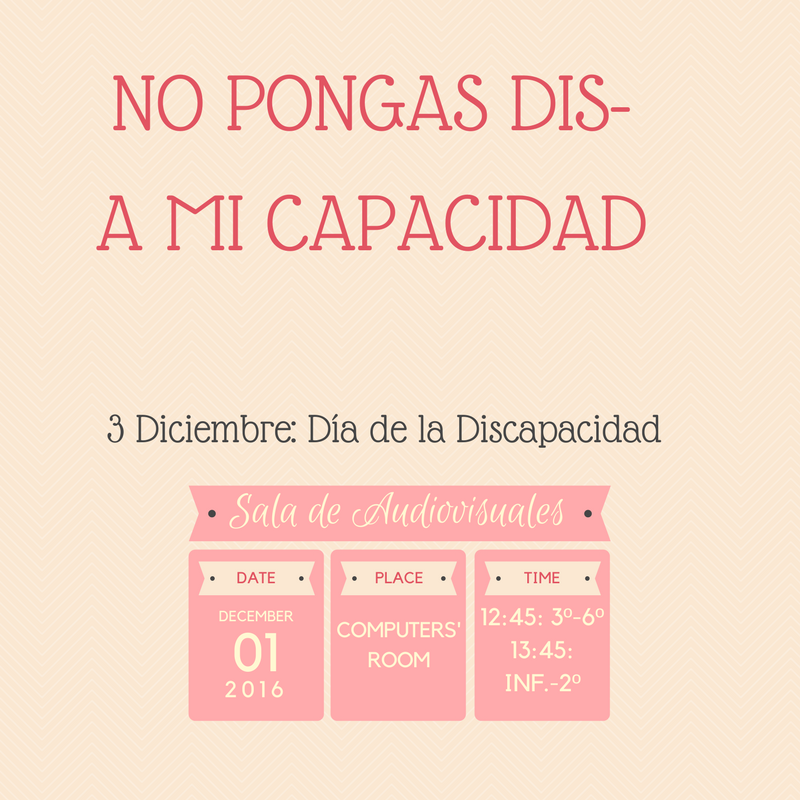 NO PONGAS DIS-
A MI CAPACIDAD
3 Diciembre: Día de la Discapacidad
Sala de Audiovisuales
DATE
DECEMBER
01
2016
PLACE
COMPUTERS'
ROOM
TIME
12:45: 3º-6º
13:45:
INF.-2º